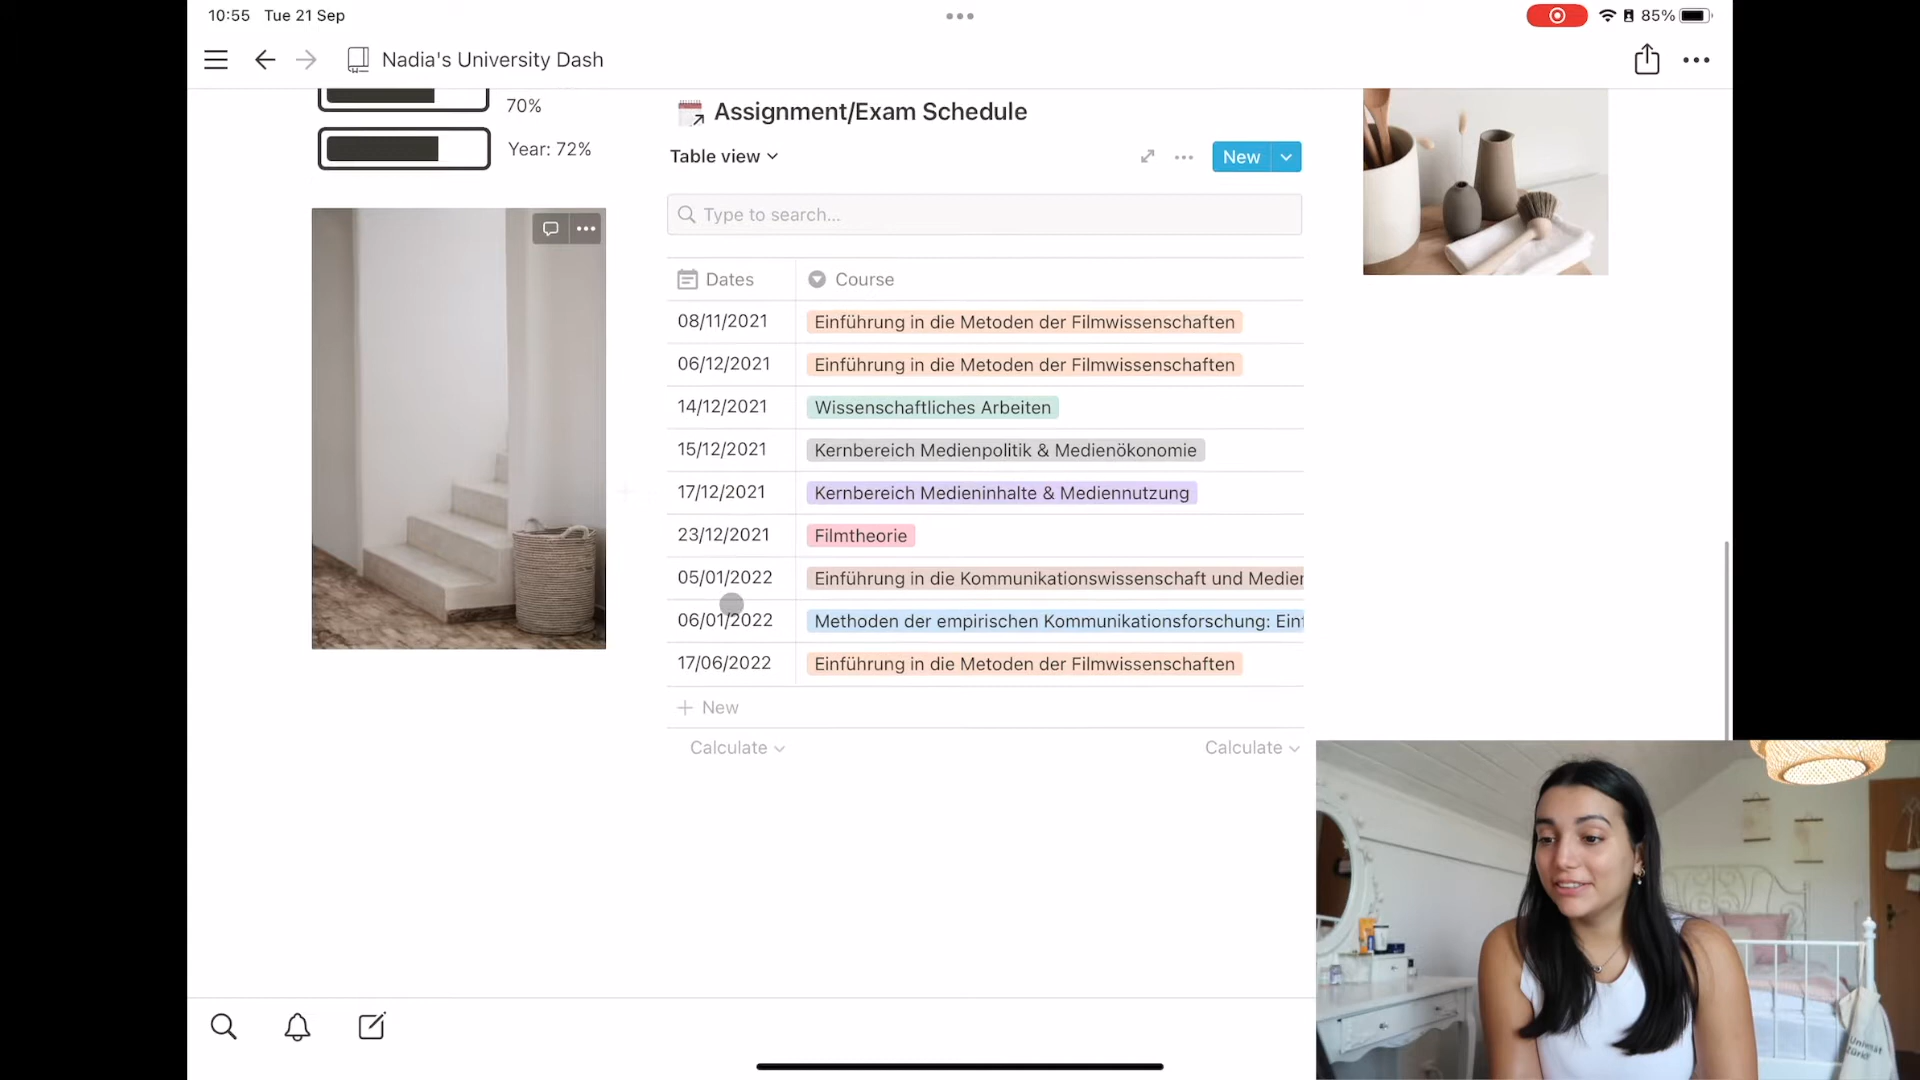 10:55 Tue 21 Sep
85%
Nadia's University Dash
70%
Year: 72%
Assignment/Exam Schedule
Table view
New
Type to search...
Dates Course
08/11/2021 Einführung in die Metoden der Filmwissenschaften
06/12/2021 Einführung in die Metoden der Filmwissenschaften
14/12/2021 Wissenschaftliches Arbeiten
15/12/2021 Kernbereich Medienpolitik & Medienökonomie
17/12/2021 Kernbereich Medieninhalte & Mediennutzung
23/12/2021 Filmtheorie
05/01/2022 Einführung in die Kommunikationswissenschaft und Medien
06/01/2022 Methoden der empirischen Kommunikationsforschung: Einf
17/06/2022 Einführung in die Metoden der Filmwissenschaften
+ New
Calculate Calculate
Universität
Zürich